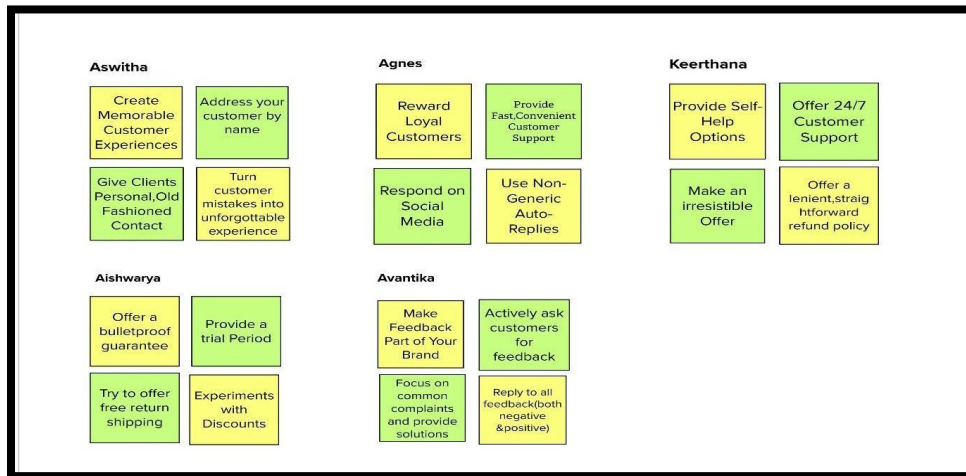 Aswitha
Create
Memorable
Customer
Experiences
Address your
customer by
name
Give Clients
Personal,Old
Fashioned
Contact
Turn
customer
mistakes into
unforgottable
experience
Agnes
Reward
Loyal
Customers
Provide
Fast,Convenient
Customer
Support
Respond on
Social
Media
Use Non-
Generic
Auto-
Replies
Keerthana
Provide Self-
Help
Options
Offer 24/7
Customer
Support
Make an
irresistible
Offer
Offer a
lenient,straig
htforward
refund policy
Aishwarya
Offer a
bulletproof
guarantee
Provide a
trial Period
Try to offer
free return
shipping
Experiments
with
Discounts
Avantika
Make
Feedback
Part of Your
Brand
Actively ask
customers
for
feedback
Focus on
common
complaints
and provide
solutions
Reply to all
feedback(both
negative
&positive)